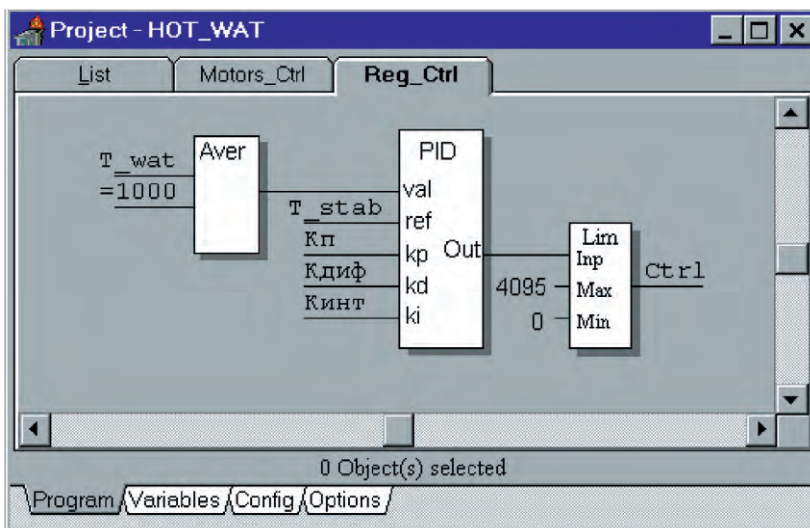 Project - HOT_WAT
List Motors_Ctrl Reg_Ctrl
T_wat
=1000
Aver
PID
val
T_stab
ref
Кп
kp
Out
Кдиф
kd
Кинт
ki
Lim
Inp
4095
Max
0
Min
Ctrl
0 Object(s) selected
Program Variables Config Options